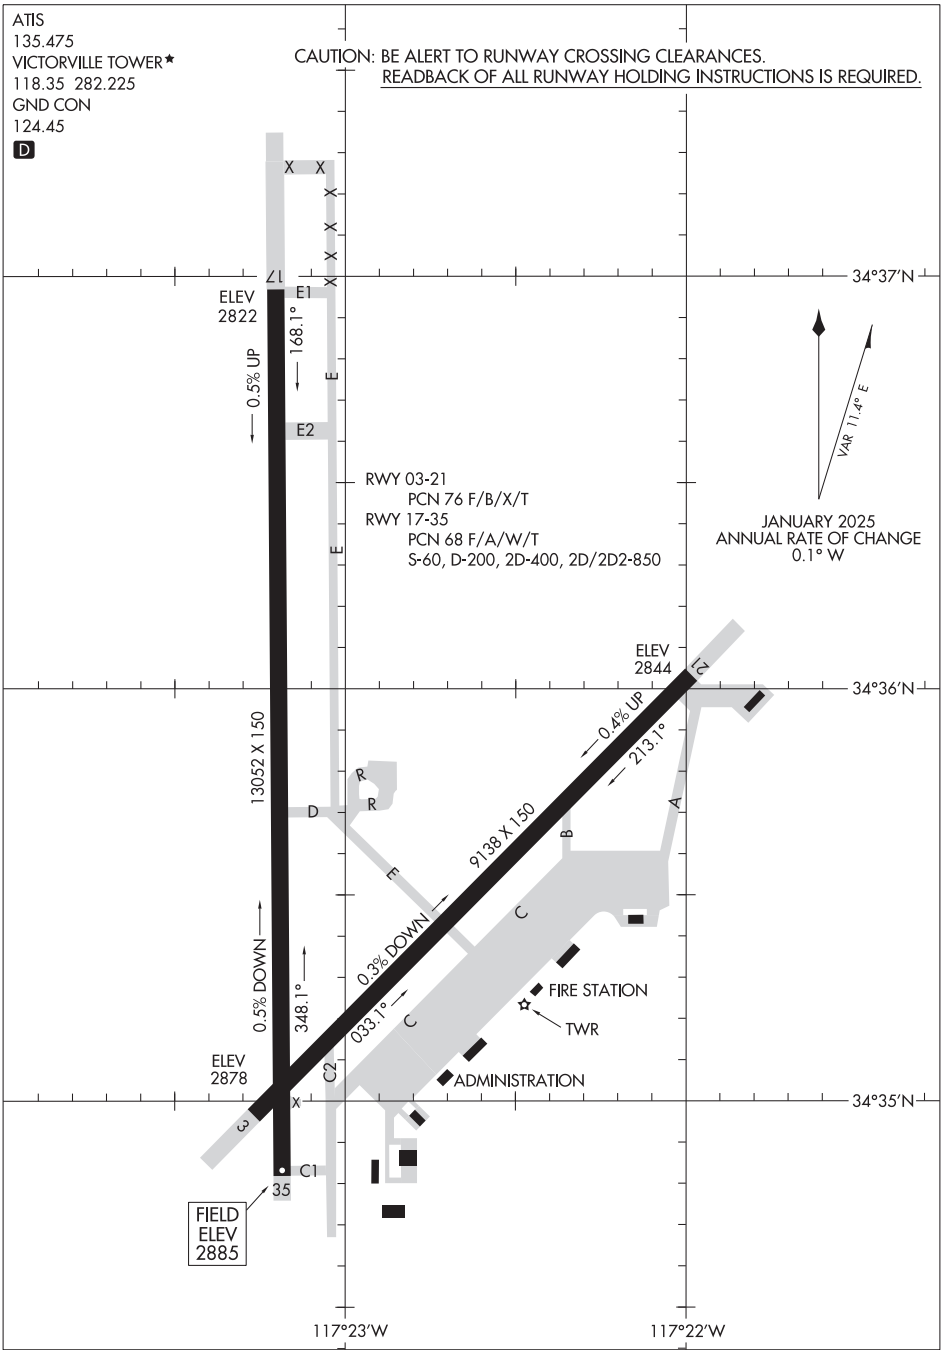 ATIS
135.475
VICTORVILLE TOWER★
118.35 282.225
GND CON
124.45
D
CAUTION: BE ALERT TO RUNWAY CROSSING CLEARANCES.
READBACK OF ALL RUNWAY HOLDING INSTRUCTIONS IS REQUIRED.
X X
X
X
X
X
17
34°37'N
ELEV
2822
E1
168.1°
0.5% UP
E
E2
VAR 11.4° E
RWY 03-21
PCN 76 F/B/X/T
RWY 17-35
PCN 68 F/A/W/T
S-60, D-200, 2D-400, 2D/2D2-850
JANUARY 2025
ANNUAL RATE OF CHANGE
0.1° W
E
ELEV
2844
21
34°36'N
0.4% UP
213.1°
13052 X 150
R
R
D
A
B
9138 X 150
E
C
0.3% DOWN
0.5% DOWN
348.1°
033.1°
C
FIRE STATION
TWR
ELEV
2878
C2
ADMINISTRATION
X
34°35'N
3
C1
35
FIELD
ELEV
2885
117°23'W
117°22'W